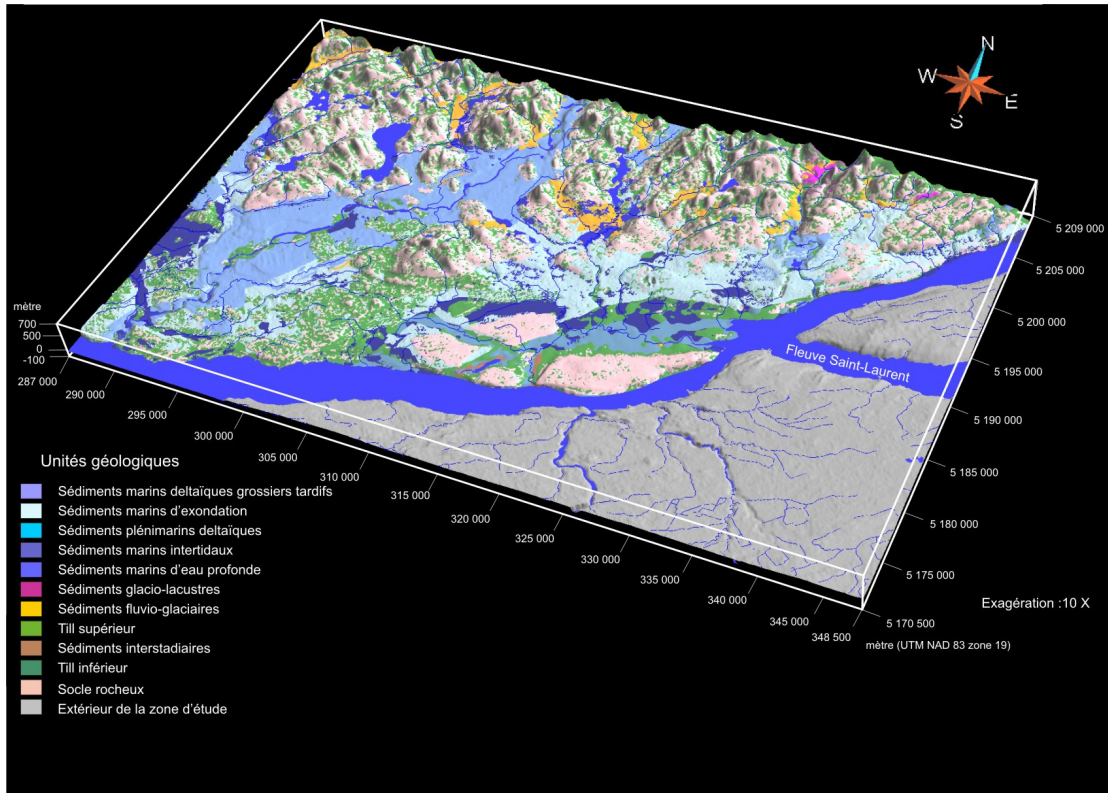 N
W
E
S
5 209 000
5 205 000
5 200 000
5 195 000
5 190 000
5 185 000
5 180 000
5 175 000
5 170 500
Fleuve Saint-Laurent
mètre
700
500
0
-100
287 000
290 000
295 000
300 000
305 000
310 000
315 000
320 000
325 000
330 000
335 000
340 000
345 000
348 500
mètre (UTM NAD 83 zone 19)
Exagération :10 X
Unités géologiques
Sédiments marins deltaïques grossiers tardifs
Sédiments marins d'exondation
Sédiments plénimarins deltaïques
Sédiments marins intertidaux
Sédiments marins d'eau profonde
Sédiments glacio-lacustres
Sédiments fluvio-glaciaires
Till supérieur
Sédiments interstadiaires
Till inférieur
Socle rocheux
Extérieur de la zone d'étude